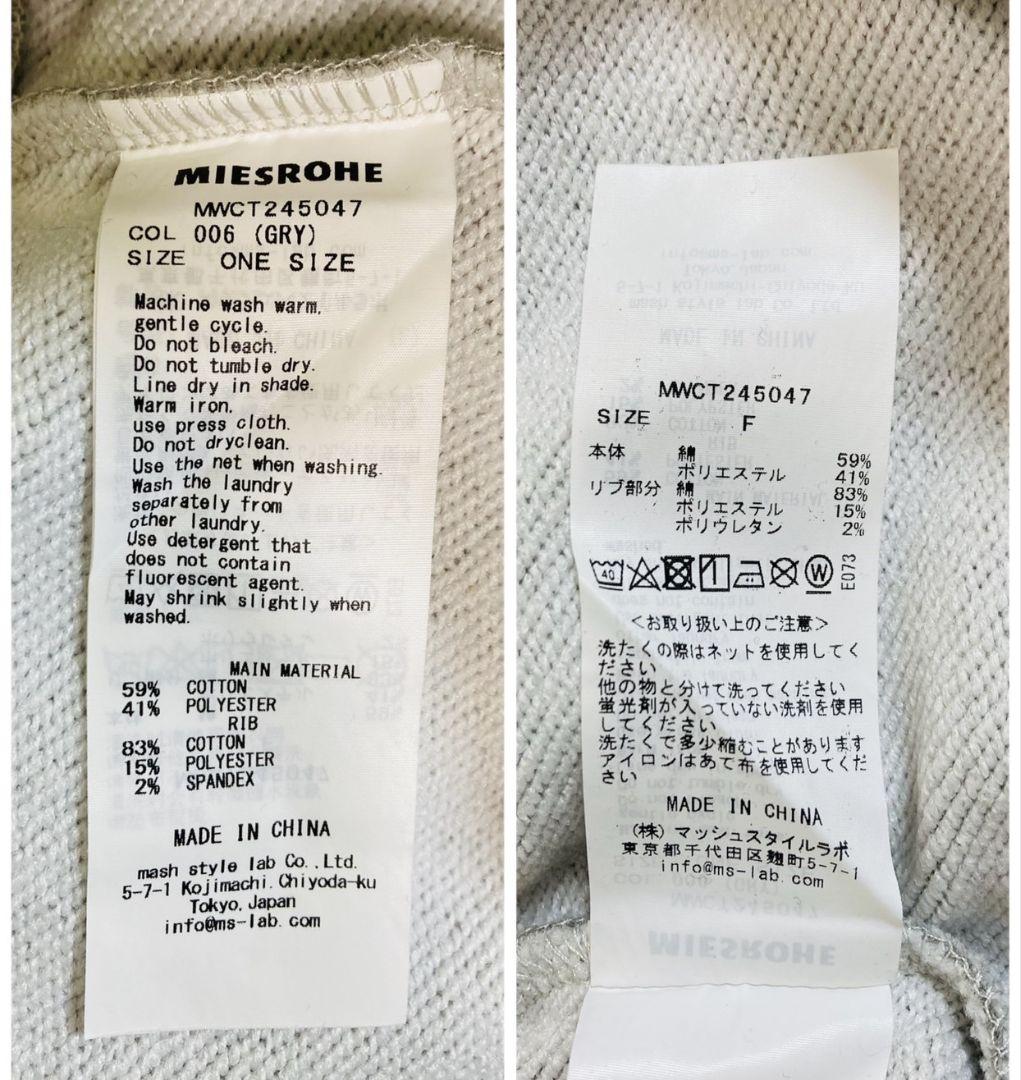 MIESROHE
MWCT245047
COL 006 (GRY)
SIZE ONE SIZE
Machine wash warm,
gentle cycle.
Do not bleach.
Do not tumble dry.
Line dry in shade.
Warm iron.
use press cloth.
Do not dryclean.
Use the net when washing.
Wash the laundry
separately from
other laundry.
Use detergent that
does not contain
fluorescent agent.
May shrink slightly when
washed.
MAIN MATERIAL
59% COTTON
41% POLYESTER
RIB
83% COTTON
15% POLYESTER
2% SPANDEX
MADE IN CHINA
mash style lab Co.,Ltd.
5-7-1 Kojimachi.Chiyoda-ku
Tokyo,Japan
info@ms-lab.com
MWCT245047
SIZE F
本体 綿 59%
ポリエステル 41%
リブ部分 綿 83%
ポリエステル 15%
ポリウレタン 2%
40 W E073
<お取り扱い上のご注意>
洗たくの際はネットを使用してく
ださい
他の物と分けて洗ってください
蛍光剤が入っていない洗剤を使用
してください
洗たくで多少縮むことがあります
アイロンはあて布を使用してくだ
さい
MADE IN CHINA
(株)マッシュスタイルラボ
東京都千代田区麹町5-7-1
info@ms-lab.com